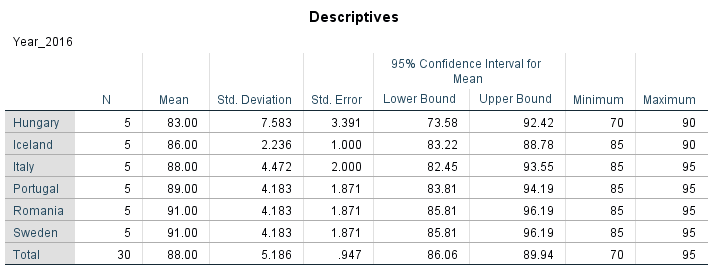 Descriptives
Year_2016
95% Confidence Interval for
Mean
N Mean Std. Deviation Std. Error Lower Bound Upper Bound Minimum Maximum
Hungary 5 83.00 7.583 3.391 73.58 92.42 70 90
Iceland 5 86.00 2.236 1.000 83.22 88.78 85 90
Italy 5 88.00 4.472 2.000 82.45 93.55 85 95
Portugal 5 89.00 4.183 1.871 83.81 94.19 85 95
Romania 5 91.00 4.183 1.871 85.81 96.19 85 95
Sweden 5 91.00 4.183 1.871 85.81 96.19 85 95
Total 30 88.00 5.186 .947 86.06 89.94 70 95